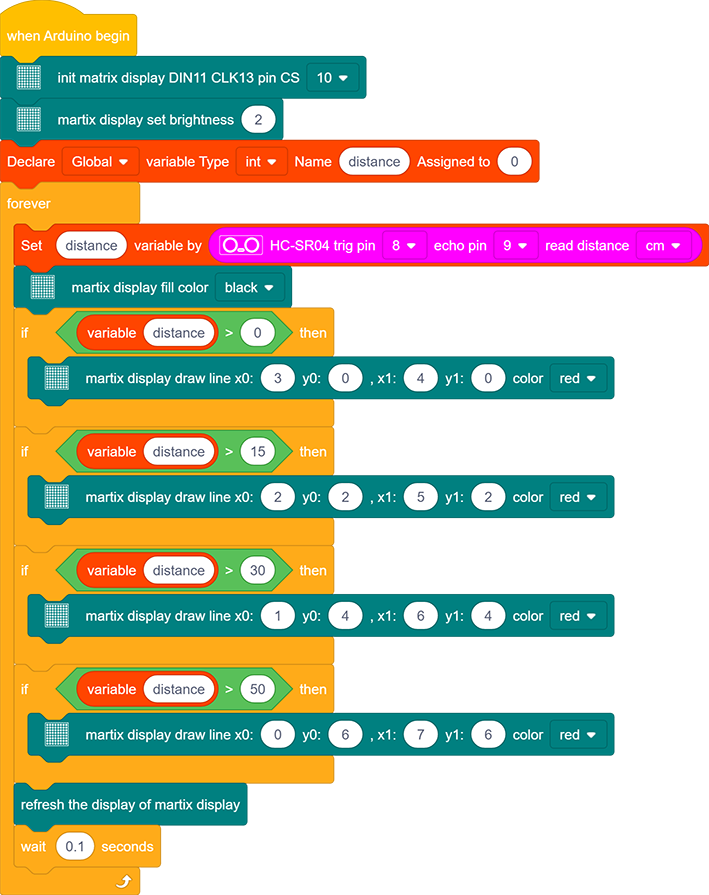 when Arduino begin
init matrix display DIN11 CLK13 pin CS 10
martix display set brightness 2
Declare Global variable Type int Name distance Assigned to 0
forever
Set distance variable by HC-SR04 trig pin 8 echo pin 9 read distance cm
martix display fill color black
if variable distance > 0 then
martix display draw line x0: 3 y0: 0 , x1: 4 y1: 0 color red
if variable distance > 15 then
martix display draw line x0: 2 y0: 2 , x1: 5 y1: 2 color red
if variable distance > 30 then
martix display draw line x0: 1 y0: 4 , x1: 6 y1: 4 color red
if variable distance > 50 then
martix display draw line x0: 0 y0: 6 , x1: 7 y1: 6 color red
refresh the display of martix display
wait 0.1 seconds